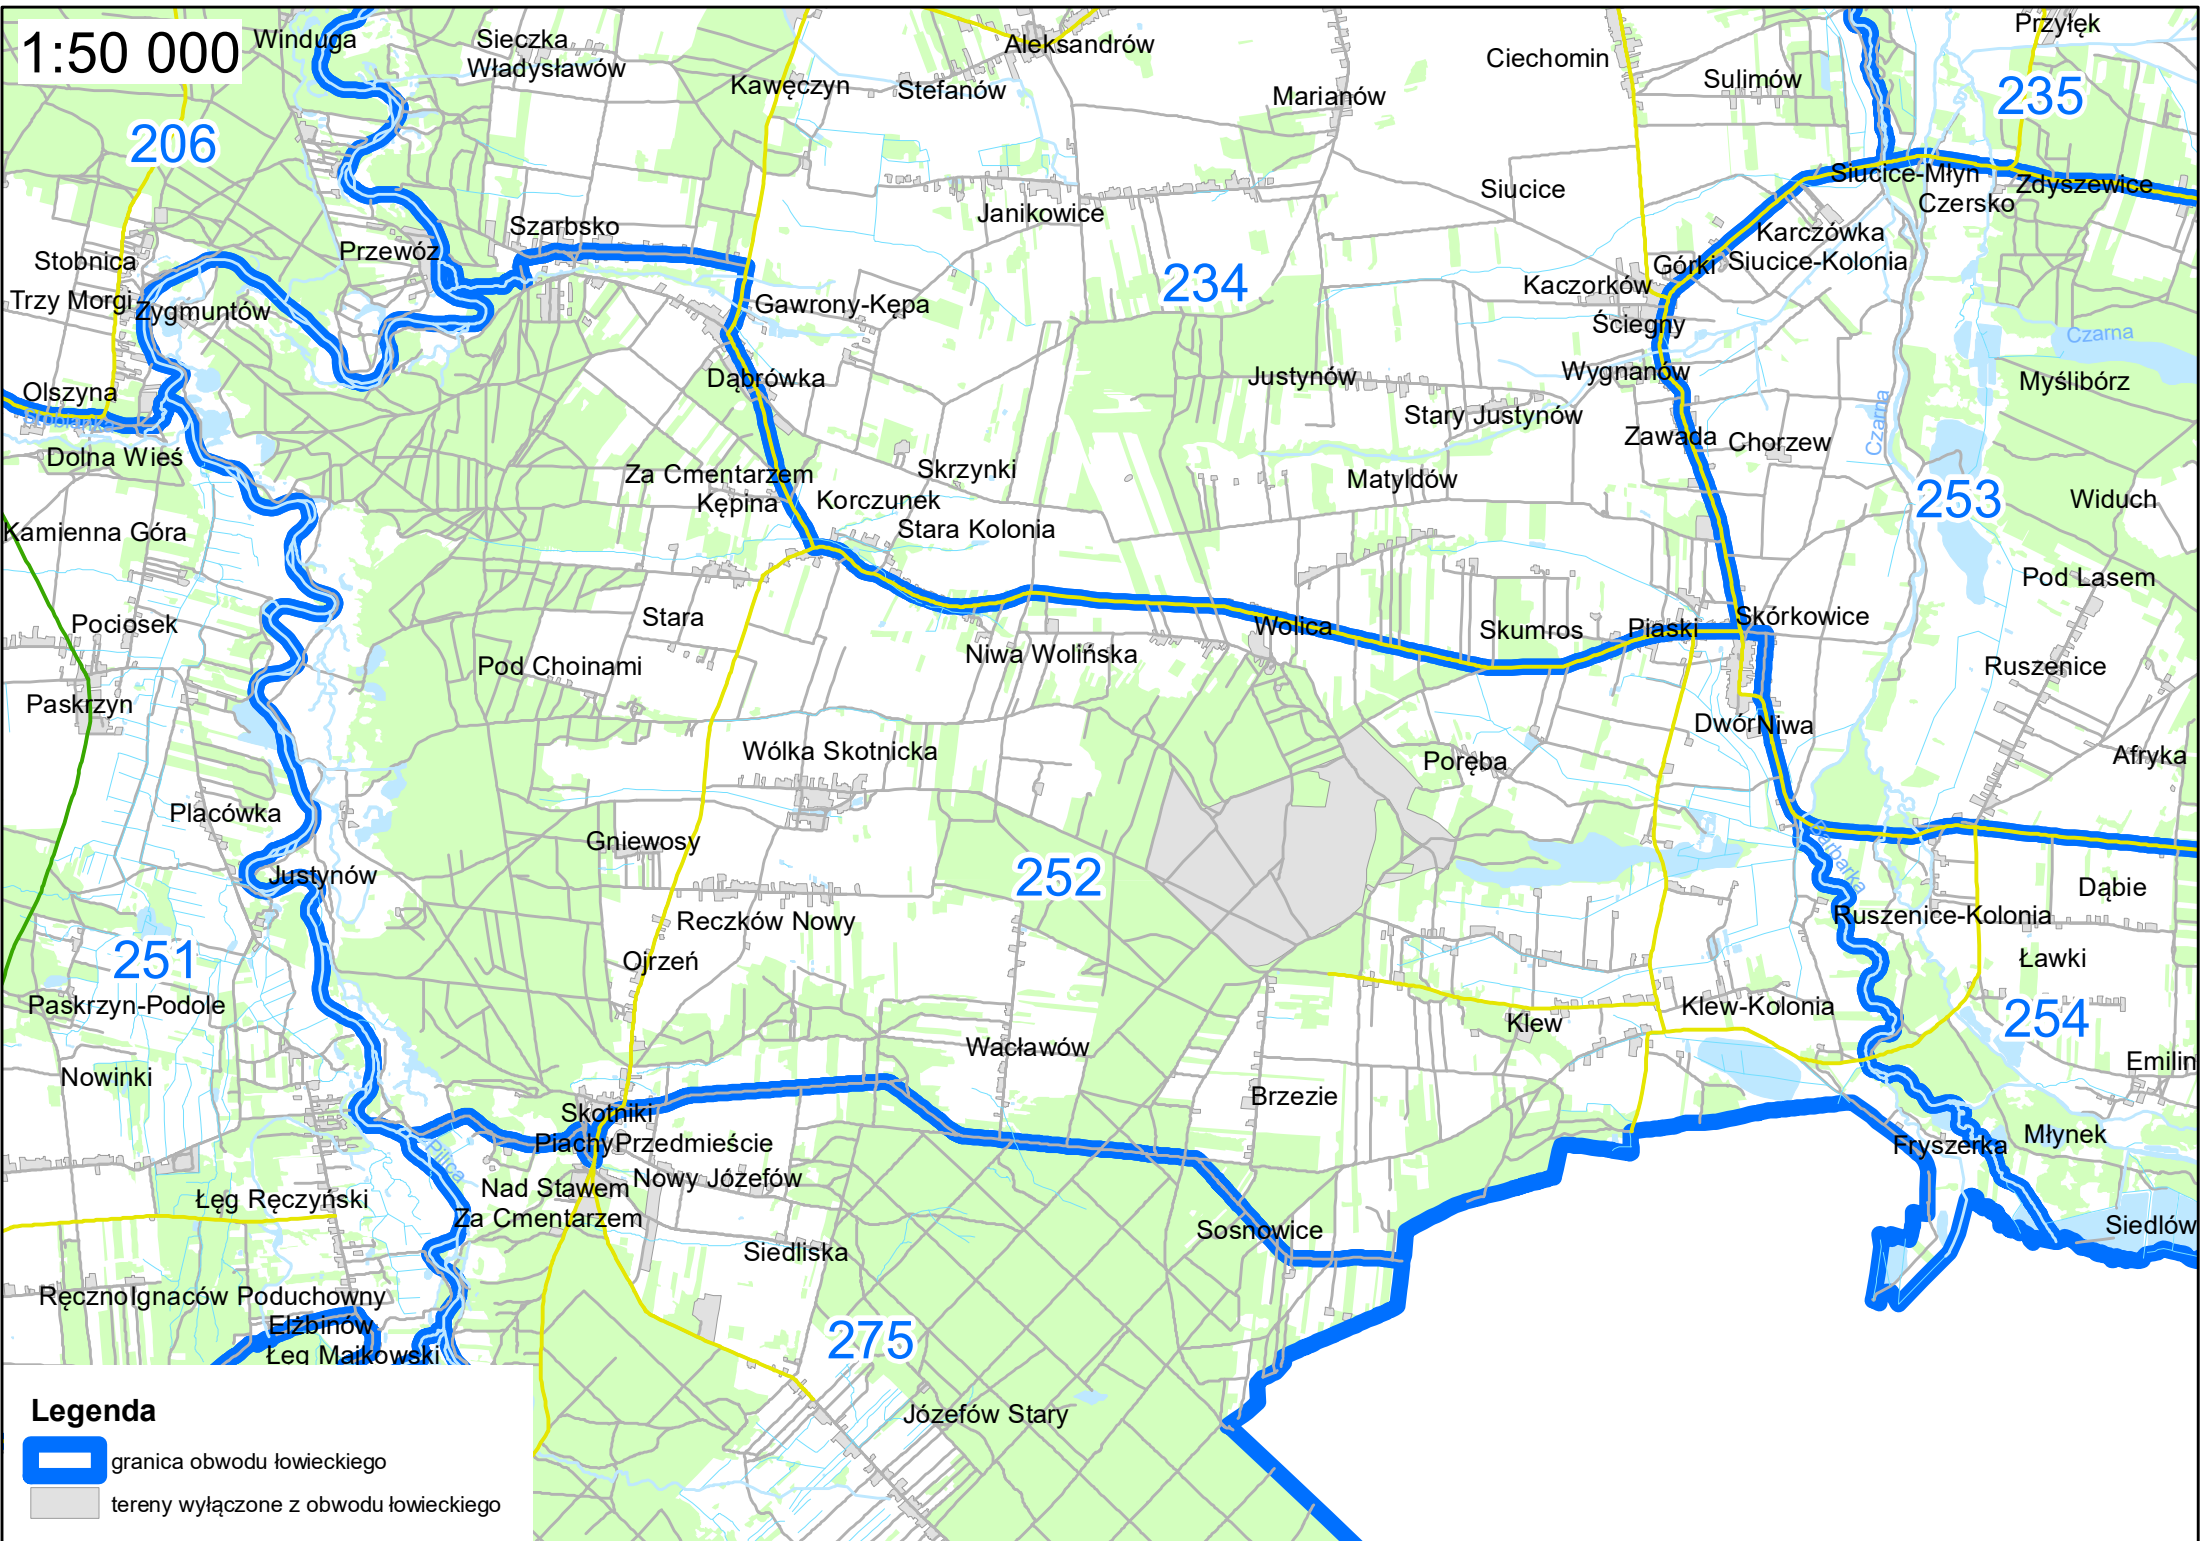 1:50 000
Winduga
Sieczka
Władysławów
Aleksandrów
Przyłęk
Kawęczyn
Stefanów
Marianów
Ciechomin
Sulimów
235
206
Siucice-Młyn
Zdyszewice
Czersko
Siucice
Janikowice
Szarbsko
Przewóz
Karczówka
Stobnica
Górki
Siucice-Kolonia
234
Kaczorków
Trzy Morgi
Zygmuntów
Gawrony-Kępa
Ściegny
Czarna
Wygnanów
Dąbrówka
Justynów
Myślibórz
Olszyna
Stary Justynów
Czarna
Zawada
Chorzew
Dolna Wieś
Za Cmentarzem
Skrzynki
Matyldów
Kępina
Korczunek
253
Widuch
Kamienna Góra
Stara Kolonia
Pod Lasem
Pociosek
Stara
Wolica
Skumros
Piaski
Skórkowice
Pod Choinami
Niwa Wolińska
Ruszenice
Paskrzyn
Dwór
Niwa
Wólka Skotnicka
Poręba
Afryka
Placówka
Gniewosy
Barbarka
Justynów
252
Dąbie
Reczków Nowy
Ruszenice-Kolonia
251
Ojrzeń
Ławki
Paskrzyn-Podole
Klew-Kolonia
Klew
254
Wacławów
Nowinki
Emilin
Brzezie
Skotniki
Piachy
Przedmieście
Pilica
Fryszerka
Młynek
Nad Stawem
Nowy Józefów
Łęg Ręczyński
Za Cmentarzem
Sosnowice
Siedlów
Siedliska
Ręczno
Ignaców Poduchowny
Elżbinów
275
Łęg Majkowski
Józefów Stary
Legenda
granica obwodu łowieckiego
tereny wyłączone z obwodu łowieckiego